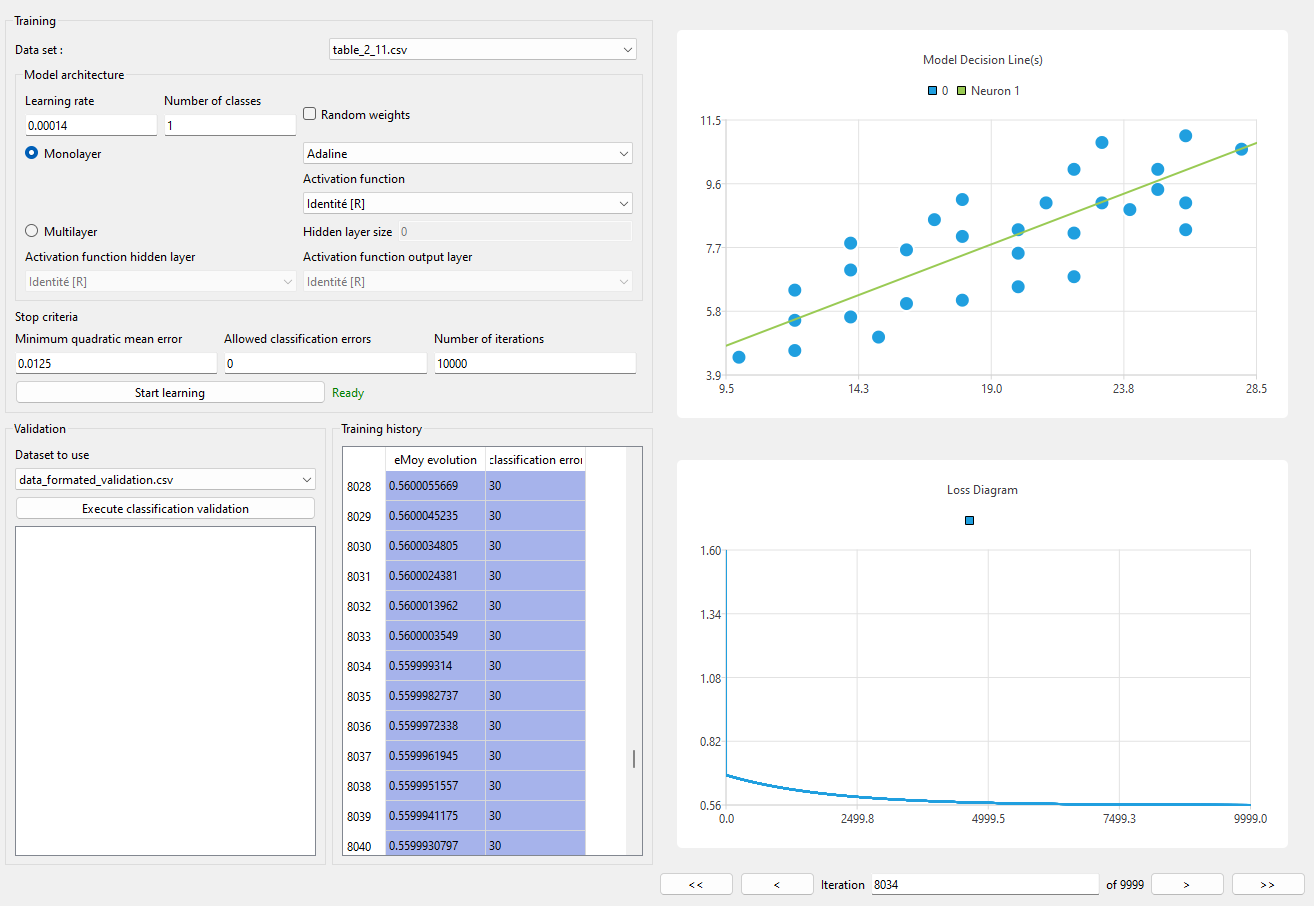 Training
Data set :
table_2_11.csv
Model architecture
Learning rate
Number of classes
0.00014
1
Random weights
Monolayer
Adaline
Activation function
Identité [R]
Multilayer
Hidden layer size 0
Activation function hidden layer
Activation function output layer
Identité [R]
Identité [R]
Stop criteria
Minimum quadratic mean error
Allowed classification errors
Number of iterations
0.0125
0
10000
Start learning
Ready
Validation
Dataset to use
data_formated_validation.csv
Execute classification validation
Training history
eMoy evolution classification error
8028 0.5600055669 30
8029 0.5600045235 30
8030 0.5600034805 30
8031 0.5600024381 30
8032 0.5600013962 30
8033 0.5600003549 30
8034 0.559999314 30
8035 0.5599982737 30
8036 0.5599972338 30
8037 0.5599961945 30
8038 0.5599951557 30
8039 0.5599941175 30
8040 0.5599930797 30
Model Decision Line(s)
0 Neuron 1
11.5
9.6
7.7
5.8
3.9
9.5 14.3 19.0 23.8 28.5
Loss Diagram
1.60
1.34
1.08
0.82
0.56
0.0 2499.8 4999.5 7499.3 9999.0
<< < Iteration 8034 of 9999 > >>